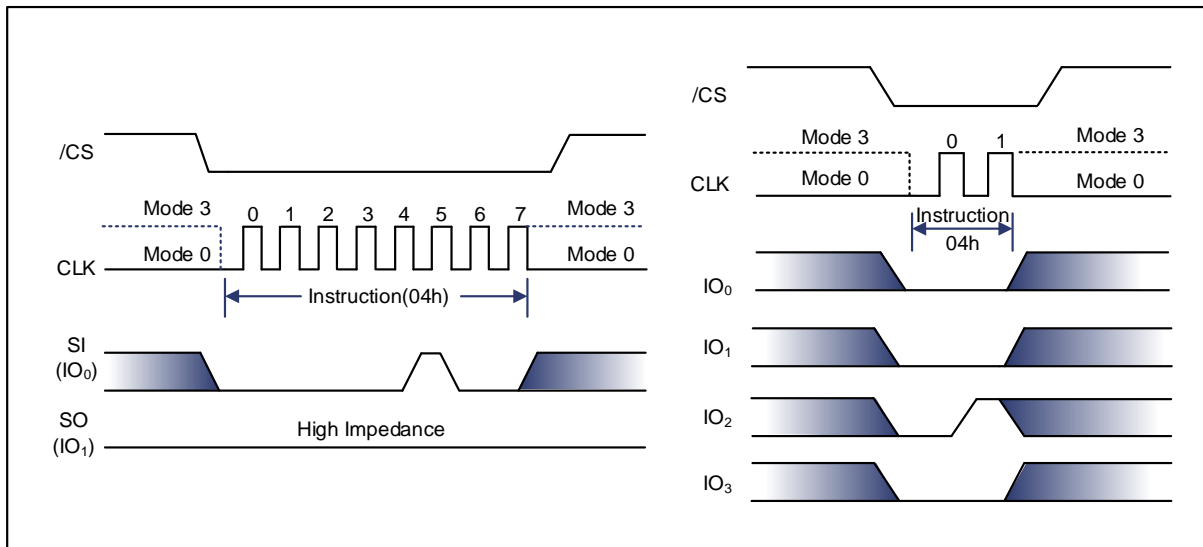 /CS
Mode 3
0 1 2 3 4 5 6 7
Mode 3
Mode 0
Mode 0
CLK
Instruction(04h)
SI
(IO₀)
SO
(IO₁)
High Impedance
/CS
Mode 3
0 1
Mode 3
CLK
Mode 0
Mode 0
Instruction
04h
IO₀
IO₁
IO₂
IO₃